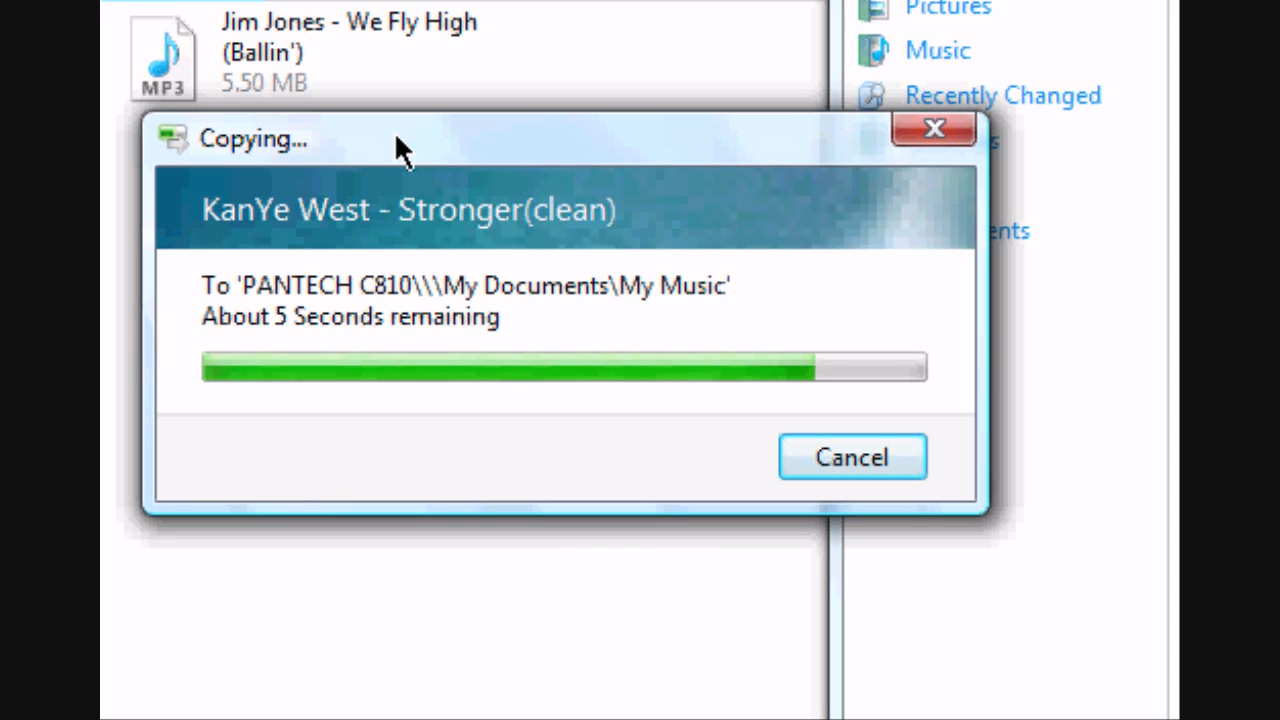 Jim Jones - We Fly High
(Ballin')
5.50 MB
MP3
Pictures
Music
Recently Changed
s
ents
Copying...
KanYe West - Stronger(clean)
To 'PANTECH C810\\\My Documents\My Music'
About 5 Seconds remaining
Cancel